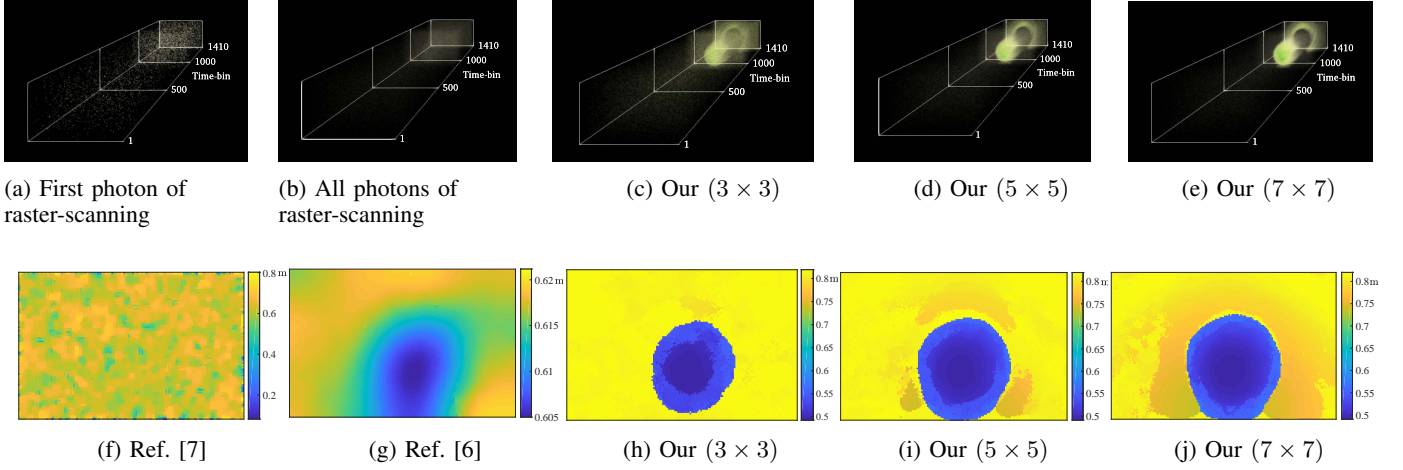 1410
1000
Time-bin
500
1
1410
1000
Time-bin
500
1
1410
1000
Time-bin
500
1
1410
1000
Time-bin
500
1
1410
1000
Time-bin
500
1
(a) First photon of
raster-scanning
(b) All photons of
raster-scanning
(c) Our (3 × 3)
(d) Our (5 × 5)
(e) Our (7 × 7)
0.8 m
0.6
0.4
0.2
0.62 m
0.615
0.61
0.605
0.8 m
0.75
0.7
0.65
0.6
0.55
0.5
0.8 m
0.75
0.7
0.65
0.6
0.55
0.5
0.8 m
0.75
0.7
0.65
0.6
0.55
0.5
(f) Ref. [7]
(g) Ref. [6]
(h) Our (3 × 3)
(i) Our (5 × 5)
(j) Our (7 × 7)